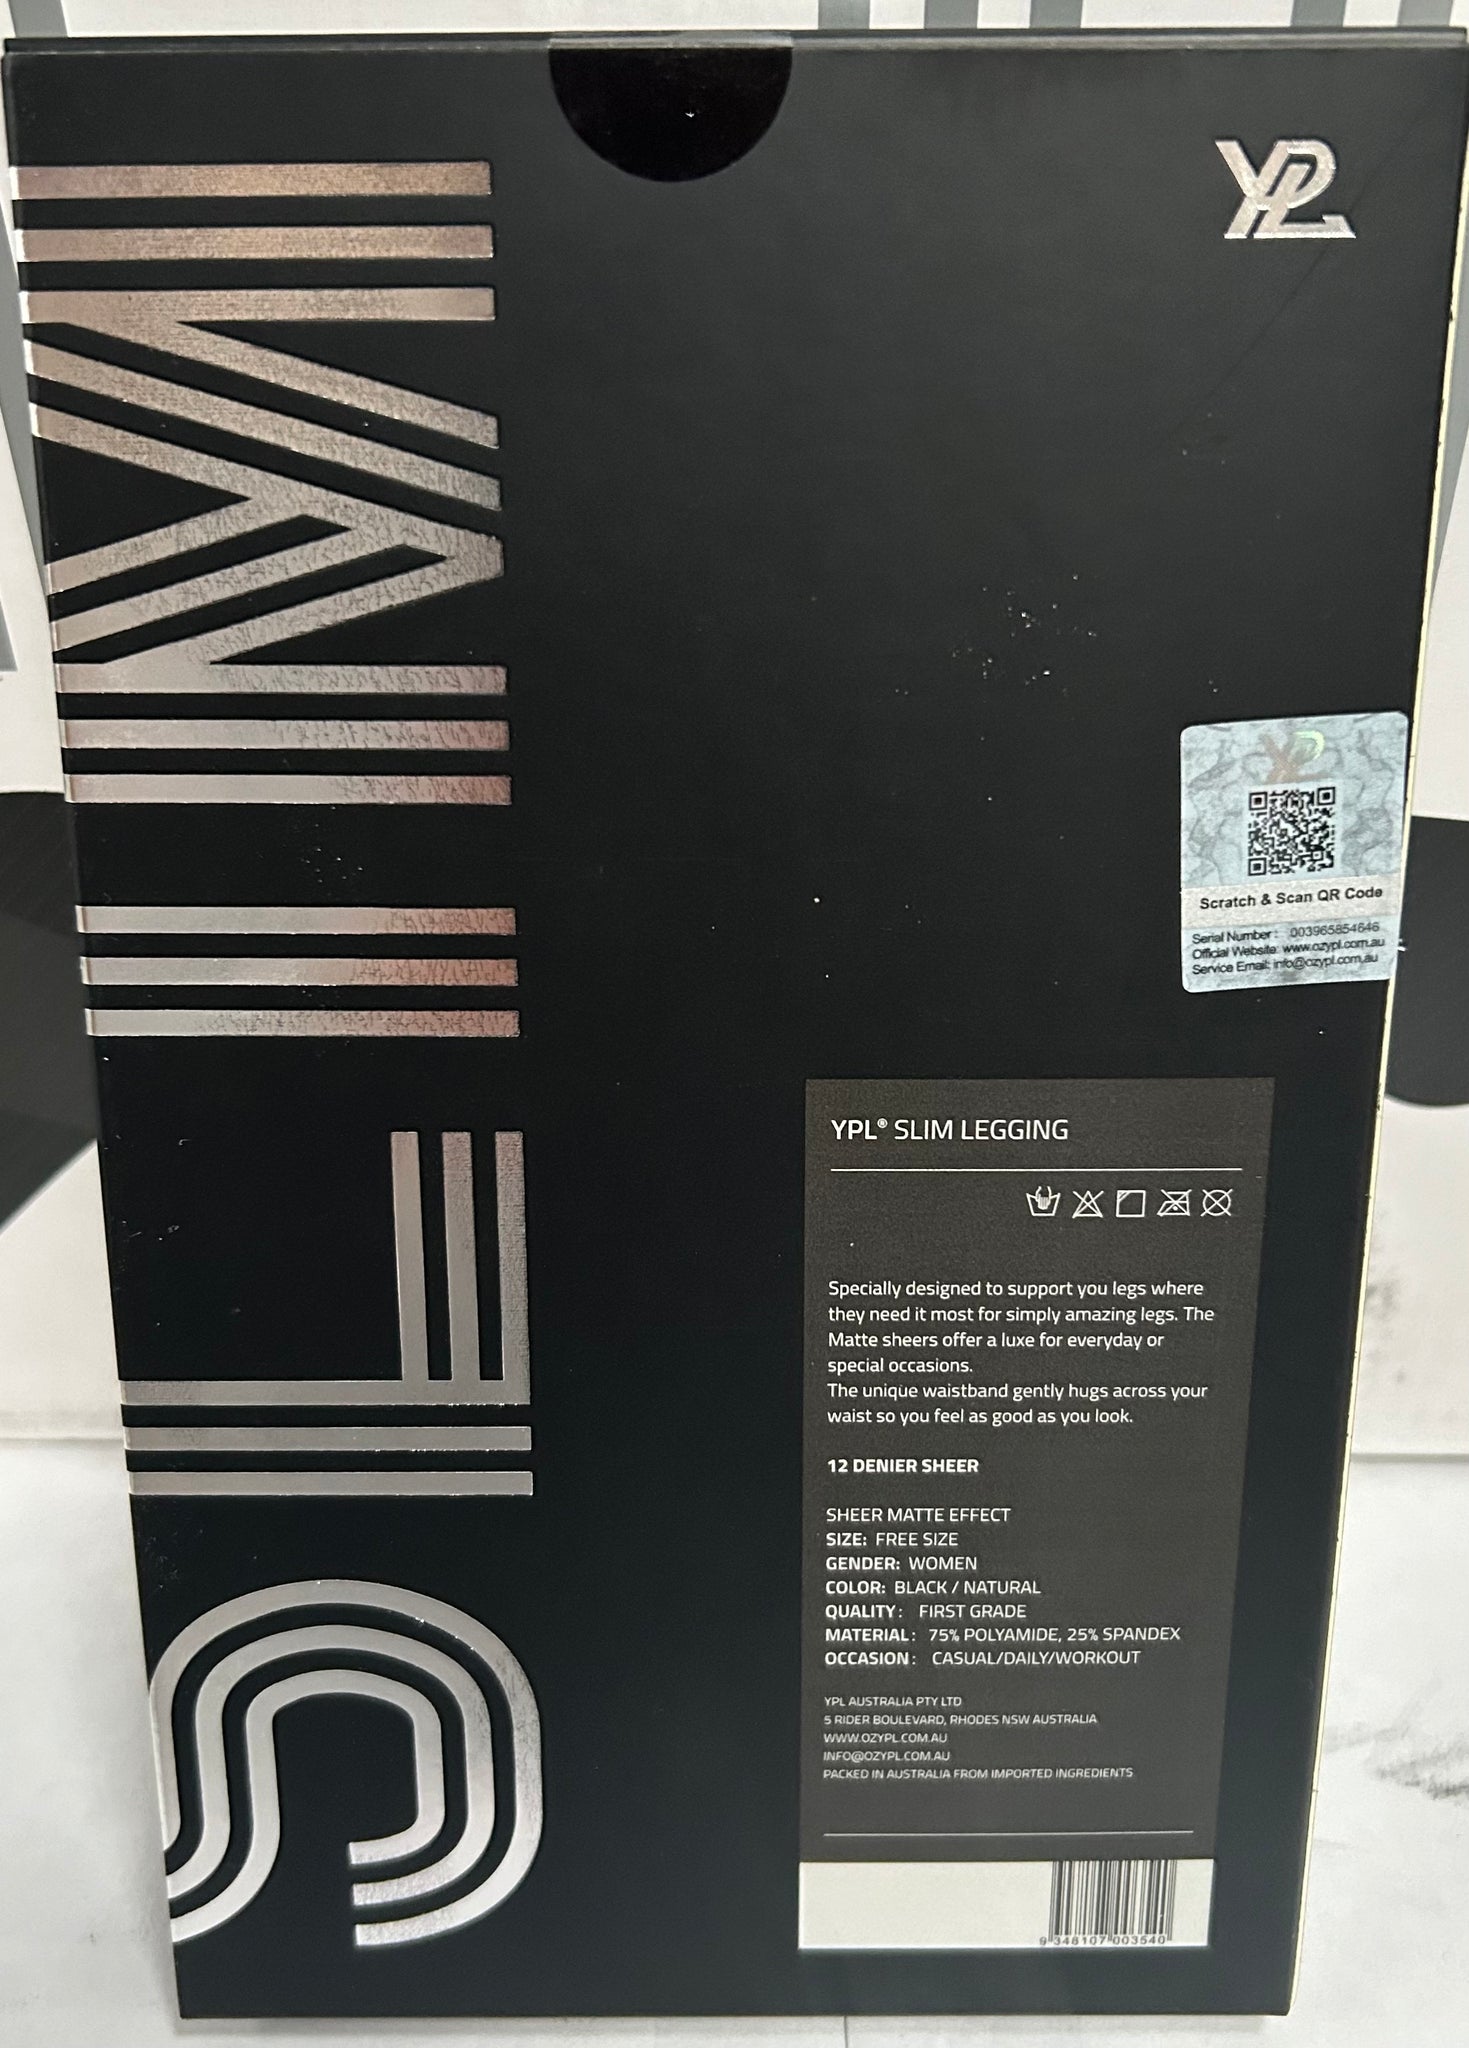 SLIM
YPL
YPL
Scratch & Scan QR Code
Serial Number: 003965854646
Official Website: www.ozypl.com.au
Service Email: info@ozypl.com.au
YPL® SLIM LEGGING
Specially designed to support you legs where
they need it most for simply amazing legs. The
Matte sheers offer a luxe for everyday or
special occasions.
The unique waistband gently hugs across your
waist so you feel as good as you look.
12 DENIER SHEER
SHEER MATTE EFFECT
SIZE: FREE SIZE
GENDER: WOMEN
COLOR: BLACK / NATURAL
QUALITY: FIRST GRADE
MATERIAL: 75% POLYAMIDE, 25% SPANDEX
OCCASION: CASUAL/DAILY/WORKOUT
YPL AUSTRALIA PTY LTD
5 RIDER BOULEVARD, RHODES NSW AUSTRALIA
WWW.OZYPL.COM.AU
INFO@OZYPL.COM.AU
PACKED IN AUSTRALIA FROM IMPORTED INGREDIENTS
9 348107 003540